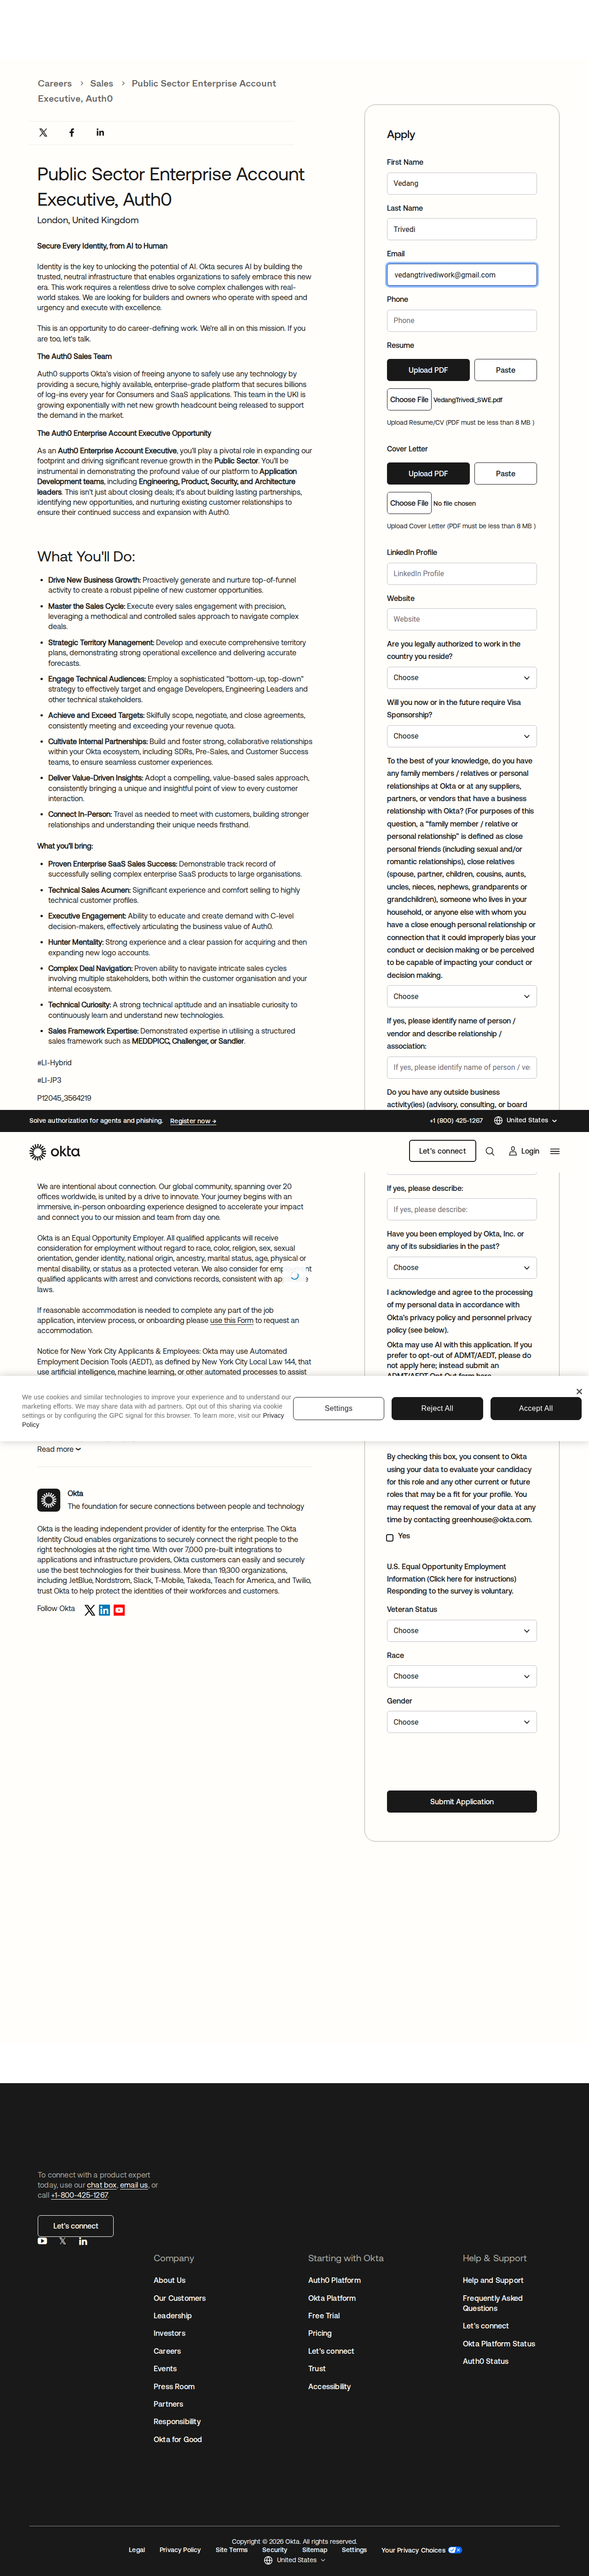 Careers > Sales > Public Sector Enterprise Account
Executive, Auth0
Public Sector Enterprise Account
Executive, Auth0
London, United Kingdom
Secure Every Identity, from AI to Human
Identity is the key to unlocking the potential of AI. Okta secures AI by building the
trusted, neutral infrastructure that enables organizations to safely embrace this new
era. This work requires a relentless drive to solve complex challenges with real-
world stakes. We are looking for builders and owners who operate with speed and
urgency and execute with excellence.
This is an opportunity to do career-defining work. We're all in on this mission. If you
are too, let's talk.
The Auth0 Sales Team
Auth0 supports Okta's vision of freeing anyone to safely use any technology by
providing a secure, highly available, enterprise-grade platform that secures billions
of log-ins every year for Consumers and SaaS applications. This team in the UKI is
growing exponentially with net new growth headcount being released to support
the demand in the market.
The Auth0 Enterprise Account Executive Opportunity
As an Auth0 Enterprise Account Executive, you'll play a pivotal role in expanding our
footprint and driving significant revenue growth in the Public Sector. You'll be
instrumental in demonstrating the profound value of our platform to Application
Development teams, including Engineering, Product, Security, and Architecture
leaders. This isn't just about closing deals; it's about building lasting partnerships,
identifying new opportunities, and nurturing existing customer relationships to
ensure their continued success and expansion with Auth0.
What You'll Do:
• Drive New Business Growth: Proactively generate and nurture top-of-funnel
activity to create a robust pipeline of new customer opportunities.
• Master the Sales Cycle: Execute every sales engagement with precision,
leveraging a methodical and controlled sales approach to navigate complex
deals.
• Strategic Territory Management: Develop and execute comprehensive territory
plans, demonstrating strong operational excellence and delivering accurate
forecasts.
• Engage Technical Audiences: Employ a sophisticated "bottom-up, top-down"
strategy to effectively target and engage Developers, Engineering Leaders and
other technical stakeholders.
• Achieve and Exceed Targets: Skilfully scope, negotiate, and close agreements,
consistently meeting and exceeding your revenue quota.
• Cultivate Internal Partnerships: Build and foster strong, collaborative relationships
within your Okta ecosystem, including SDRs, Pre-Sales, and Customer Success
teams, to ensure seamless customer experiences.
• Deliver Value-Driven Insights: Adopt a compelling, value-based sales approach,
consistently bringing a unique and insightful point of view to every customer
interaction.
• Connect In-Person: Travel as needed to meet with customers, building stronger
relationships and understanding their unique needs firsthand.
What you'll bring:
• Proven Enterprise SaaS Sales Success: Demonstrable track record of
successfully selling complex enterprise SaaS products to large organisations.
• Technical Sales Acumen: Significant experience and comfort selling to highly
technical customer profiles.
• Executive Engagement: Ability to educate and create demand with C-level
decision-makers, effectively articulating the business value of Auth0.
• Hunter Mentality: Strong experience and a clear passion for acquiring and then
expanding new logo accounts.
• Complex Deal Navigation: Proven ability to navigate intricate sales cycles
involving multiple stakeholders, both within the customer organisation and your
internal ecosystem.
• Technical Curiosity: A strong technical aptitude and an insatiable curiosity to
continuously learn and understand new technologies.
• Sales Framework Expertise: Demonstrated expertise in utilising a structured
sales framework such as MEDDPICC, Challenger, or Sandler.
#LI-Hybrid
#LI-JP3
P12045_3564219
Apply
First Name
Vedang
Last Name
Trivedi
Email
vedangtrivediwork@gmail.com
Phone
Phone
Resume
Upload PDF Paste
Choose File VedangTrivedi_SWE.pdf
Upload Resume/CV (PDF must be less than 8 MB )
Cover Letter
Upload PDF Paste
Choose File No file chosen
Upload Cover Letter (PDF must be less than 8 MB )
LinkedIn Profile
LinkedIn Profile
Website
Website
Are you legally authorized to work in the
country you reside?
Choose
Will you now or in the future require Visa
Sponsorship?
Choose
To the best of your knowledge, do you have
any family members / relatives or personal
relationships at Okta or at any suppliers,
partners, or vendors that have a business
relationship with Okta? (For purposes of this
question, a "family member / relative or
personal relationship" is defined as close
personal friends (including sexual and/or
romantic relationships), close relatives
(spouse, partner, children, cousins, aunts,
uncles, nieces, nephews, grandparents or
grandchildren), someone who lives in your
household, or anyone else with whom you
have a close enough personal relationship or
connection that it could improperly bias your
conduct or decision making or be perceived
to be capable of impacting your conduct or
decision making.
Choose
If yes, please identify name of person /
vendor and describe relationship /
association:
If yes, please identify name of person / ve
Do you have any outside business
activity(ies) (advisory, consulting, or board
Solve authorization for agents and phishing. Register now → +1 (800) 425-1267 United States
okta Let's connect Login
We are intentional about connection. Our global community, spanning over 20
offices worldwide, is united by a drive to innovate. Your journey begins with an
immersive, in-person onboarding experience designed to accelerate your impact
and connect you to our mission and team from day one.
Okta is an Equal Opportunity Employer. All qualified applicants will receive
consideration for employment without regard to race, color, religion, sex, sexual
orientation, gender identity, national origin, ancestry, marital status, age, physical or
mental disability, or status as a protected veteran. We also consider for emp ent
qualified applicants with arrest and convictions records, consistent with ap e
laws.
If reasonable accommodation is needed to complete any part of the job
application, interview process, or onboarding please use this Form to request an
accommodation.
Notice for New York City Applicants & Employees: Okta may use Automated
Employment Decision Tools (AEDT), as defined by New York City Local Law 144, that
use artificial intelligence, machine learning, or other automated processes to assist
If yes, please describe:
If yes, please describe:
Have you been employed by Okta, Inc. or
any of its subsidiaries in the past?
Choose
I acknowledge and agree to the processing
of my personal data in accordance with
Okta's privacy policy and personnel privacy
policy (see below).
Okta may use AI with this application. If you
prefer to opt-out of ADMT/AEDT, please do
not apply here; instead submit an
ADMT/AEDT Opt Out form here
We use cookies and similar technologies to improve your experience and to understand our
marketing efforts. We may share data with ad partners. Opt out of this sharing via cookie
settings or by configuring the GPC signal for this browser. To learn more, visit our Privacy
Policy
Settings Reject All Accept All
Read more
Okta
The foundation for secure connections between people and technology
Okta is the leading independent provider of identity for the enterprise. The Okta
Identity Cloud enables organizations to securely connect the right people to the
right technologies at the right time. With over 7,000 pre-built integrations to
applications and infrastructure providers, Okta customers can easily and securely
use the best technologies for their business. More than 19,300 organizations,
including JetBlue, Nordstrom, Slack, T-Mobile, Takeda, Teach for America, and Twilio,
trust Okta to help protect the identities of their workforces and customers.
Follow Okta
By checking this box, you consent to Okta
using your data to evaluate your candidacy
for this role and any other current or future
roles that may be a fit for your profile. You
may request the removal of your data at any
time by contacting greenhouse@okta.com.
Yes
U.S. Equal Opportunity Employment
Information (Click here for instructions)
Responding to the survey is voluntary.
Veteran Status
Choose
Race
Choose
Gender
Choose
Submit Application
To connect with a product expert
today, use our chat box, email us, or
call +1-800-425-1267.
Let's connect
Company
About Us
Our Customers
Leadership
Investors
Careers
Events
Press Room
Partners
Responsibility
Okta for Good
Starting with Okta
Auth0 Platform
Okta Platform
Free Trial
Pricing
Let's connect
Trust
Accessibility
Help & Support
Help and Support
Frequently Asked
Questions
Let's connect
Okta Platform Status
Auth0 Status
Copyright © 2026 Okta. All rights reserved.
Legal Privacy Policy Site Terms Security Sitemap Settings Your Privacy Choices
United States